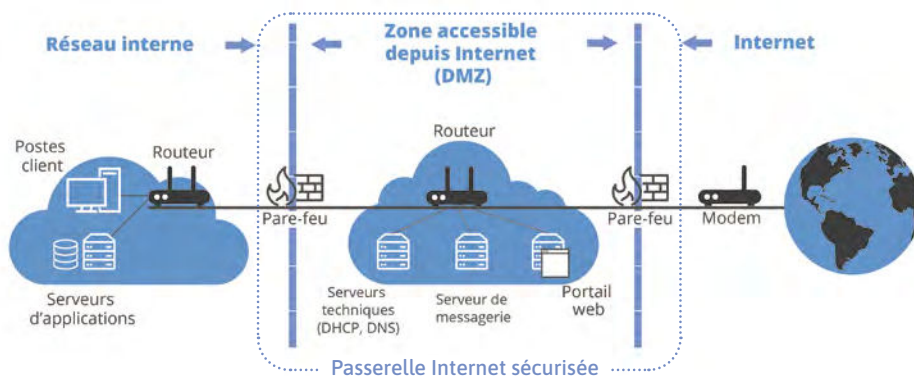 Réseau interne
Zone accessible
depuis Internet
(DMZ)
Internet
Postes
client
Routeur
Routeur
Pare-feu
Pare-feu
Modem
Serveurs
d'applications
Serveurs
techniques
(DHCP, DNS)
Serveur de
messagerie
Portail
web
Passerelle Internet sécurisée